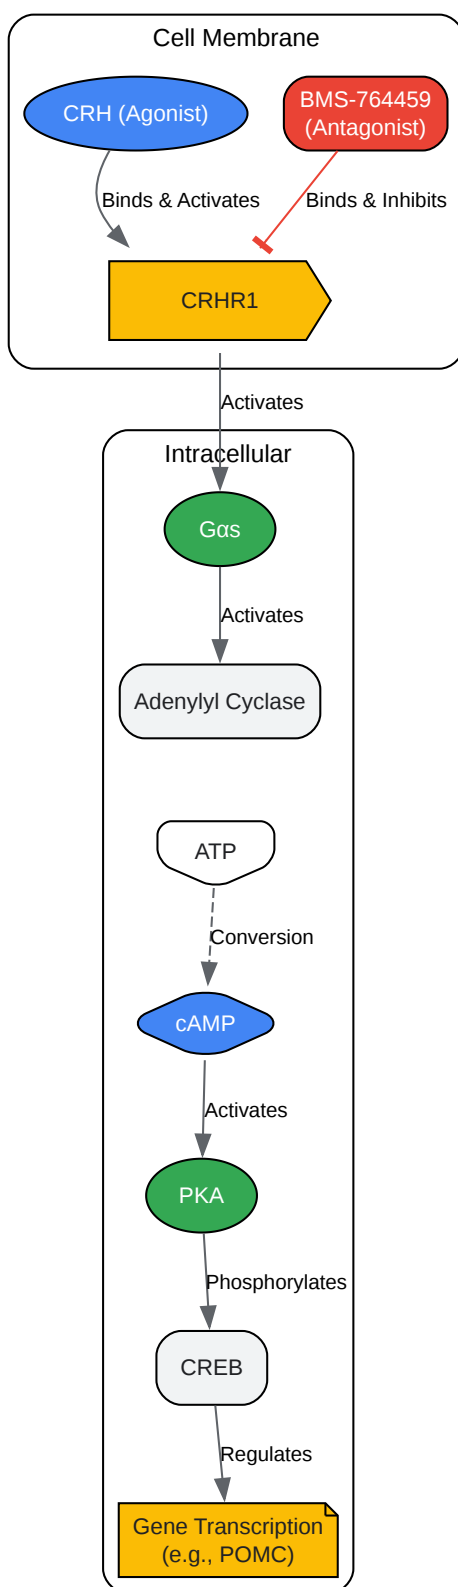 Cell Membrane
CRH (Agonist)
BMS-764459
(Antagonist)
Binds & Activates
Binds & Inhibits
CRHR1
Activates
Intracellular
Gαs
Activates
Adenylyl Cyclase
ATP
Conversion
cAMP
Activates
PKA
Phosphorylates
CREB
Regulates
Gene Transcription
(e.g., POMC)